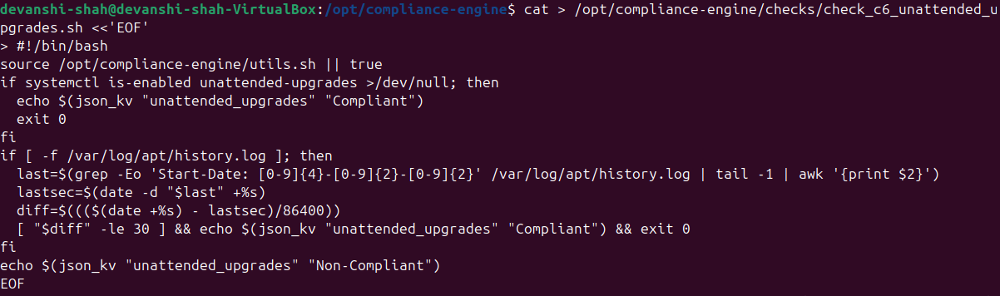 devanshi-shah@devanshi-shah-VirtualBox:/opt/compliance-engine$ cat > /opt/compliance-engine/checks/check_c6_unattended_u
pgrades.sh <<'EOF'
> #!/bin/bash
source /opt/compliance-engine/utils.sh || true
if systemctl is-enabled unattended-upgrades >/dev/null; then
  echo $(json_kv "unattended_upgrades" "Compliant")
  exit 0
fi
if [ -f /var/log/apt/history.log ]; then
  last=$(grep -Eo 'Start-Date: [0-9]{4}-[0-9]{2}-[0-9]{2}' /var/log/apt/history.log | tail -1 | awk '{print $2}')
  lastsec=$(date -d "$last" +%s)
  diff=$((($(date +%s) - lastsec)/86400))
  [ "$diff" -le 30 ] && echo $(json_kv "unattended_upgrades" "Compliant") && exit 0
fi
echo $(json_kv "unattended_upgrades" "Non-Compliant")
EOF